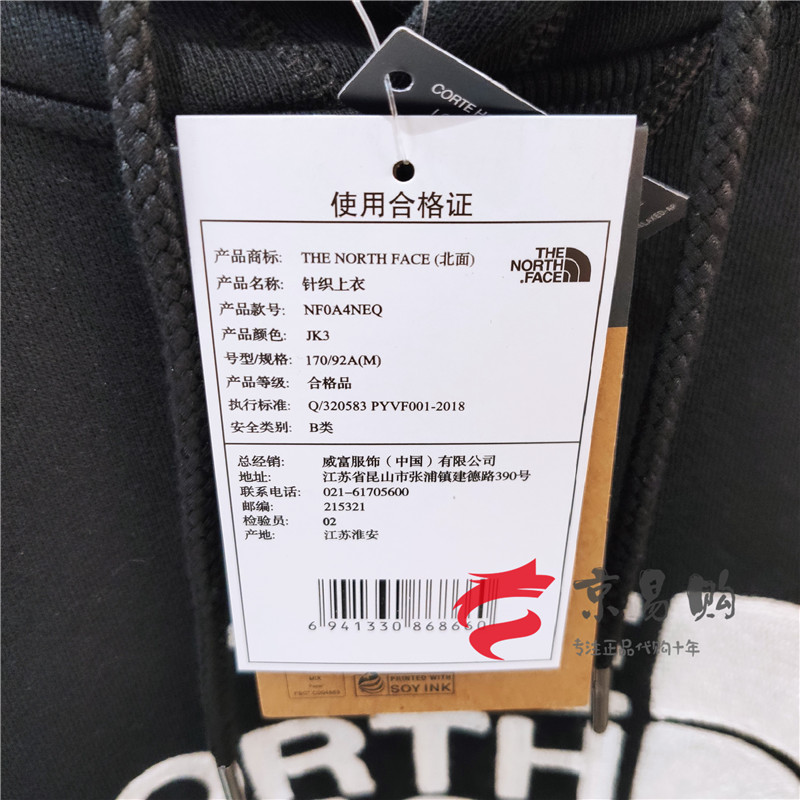 CORTE H
RELAXED-AP
使用合格证
产品商标: THE NORTH FACE (北面)
产品名称: 针织上衣
产品款号: NF0A4NEQ
产品颜色: JK3
号型/规格: 170/92A(M)
产品等级: 合格品
执行标准: Q/320583 PYVF001-2018
安全类别: B类
THE
NORTH
FACE
总经销: 威富服饰（中国）有限公司
地址: 江苏省昆山市张浦镇建德路390号
联系电话: 021-61705600
邮编: 215321
检验员: 02
产地: 江苏淮安
6 941330 868660
京易购
专注正品代购十年
MIX
PRINTED WITH
SOY INK
ORTH